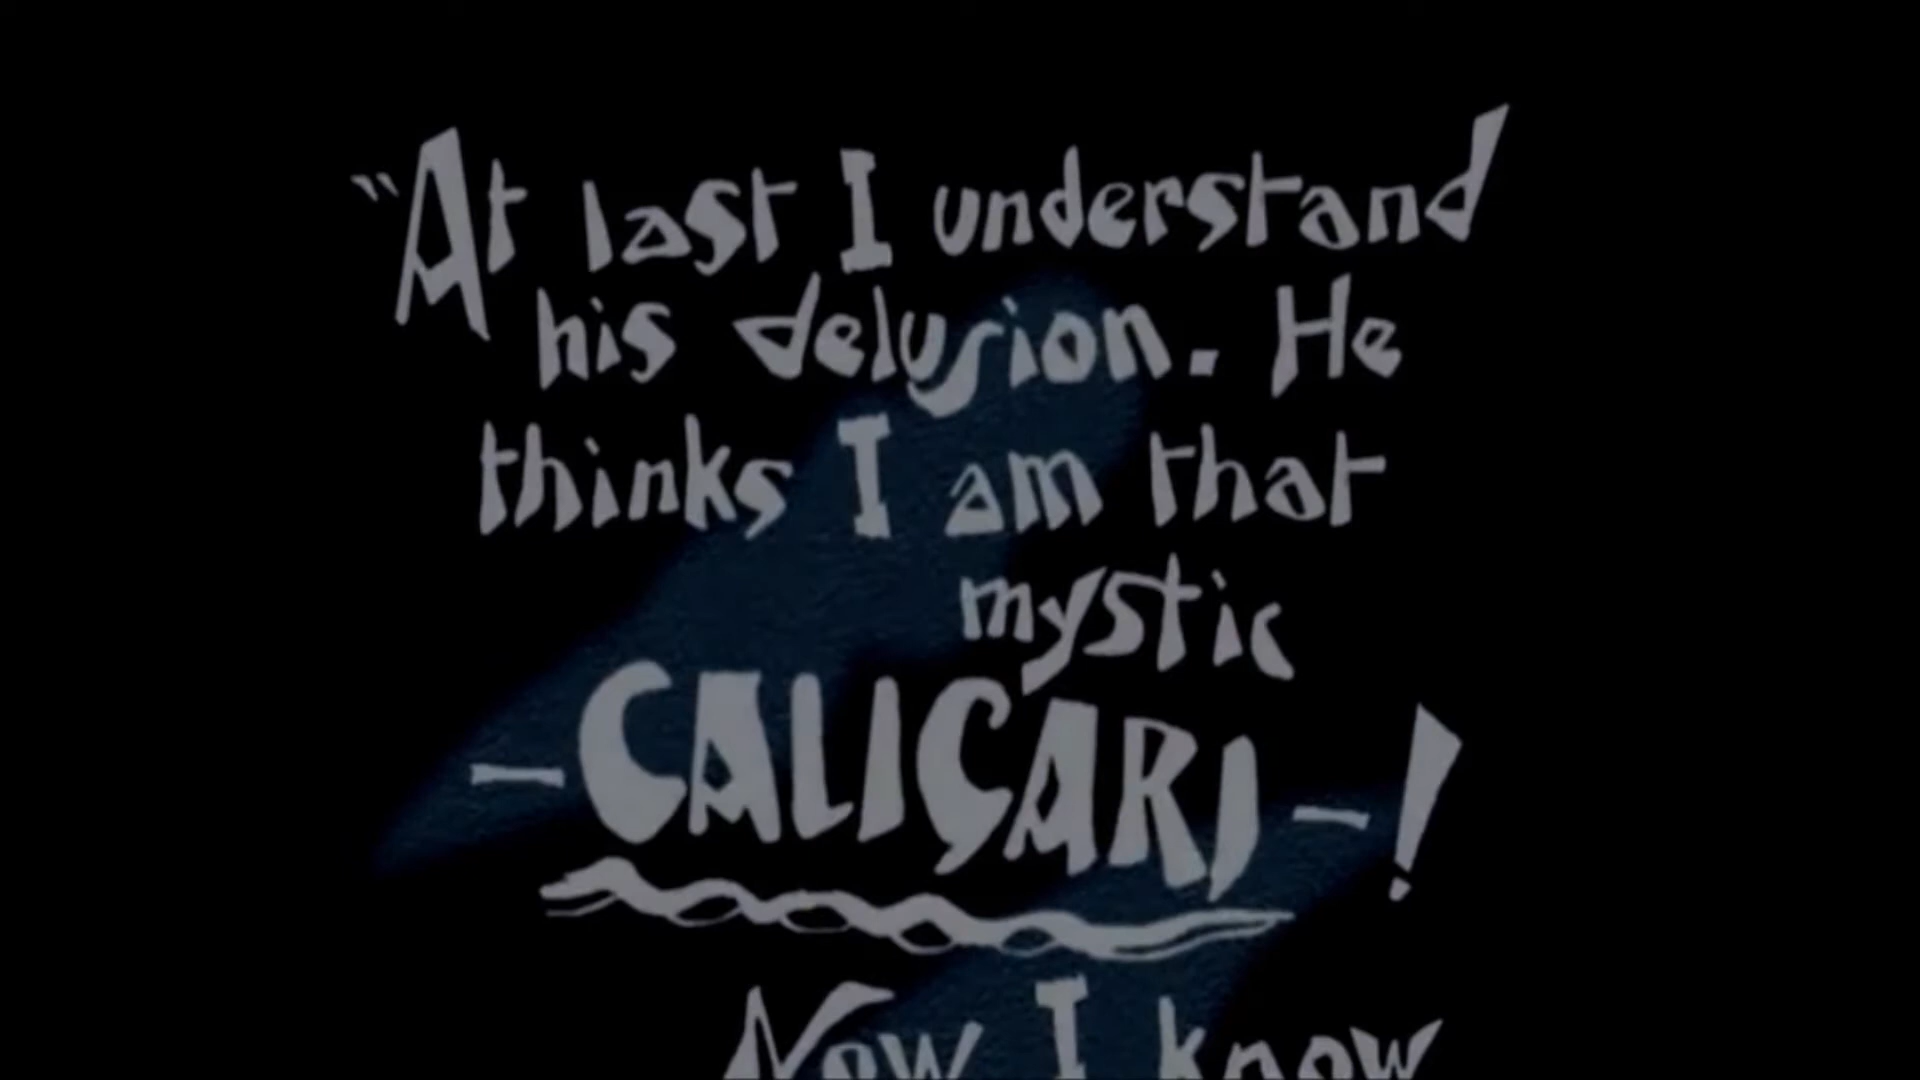 "At last I understand
his delusion. He
thinks I am that
mystic
-CALIGARI-!
Now I know